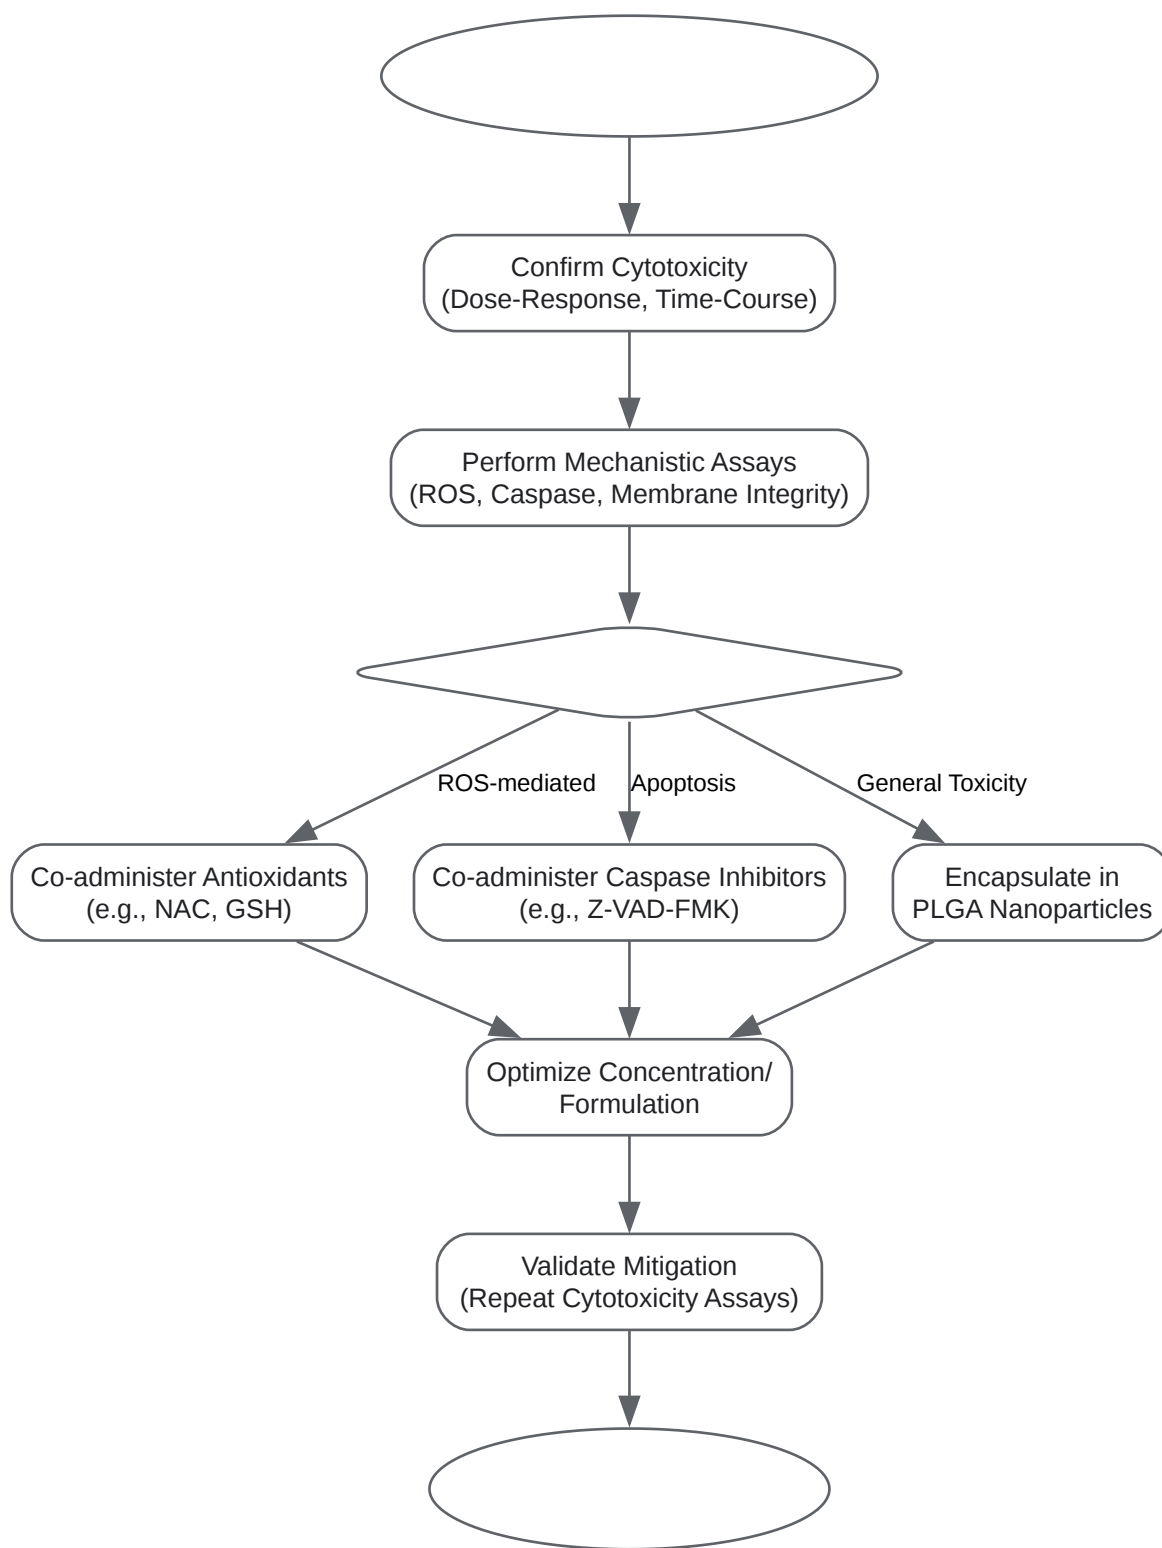 Confirm Cytotoxicity
(Dose-Response, Time-Course)
Perform Mechanistic Assays
(ROS, Caspase, Membrane Integrity)
ROS-mediated
Apoptosis
General Toxicity
Co-administer Antioxidants
(e.g., NAC, GSH)
Co-administer Caspase Inhibitors
(e.g., Z-VAD-FMK)
Encapsulate in
PLGA Nanoparticles
Optimize Concentration/
Formulation
Validate Mitigation
(Repeat Cytotoxicity Assays)